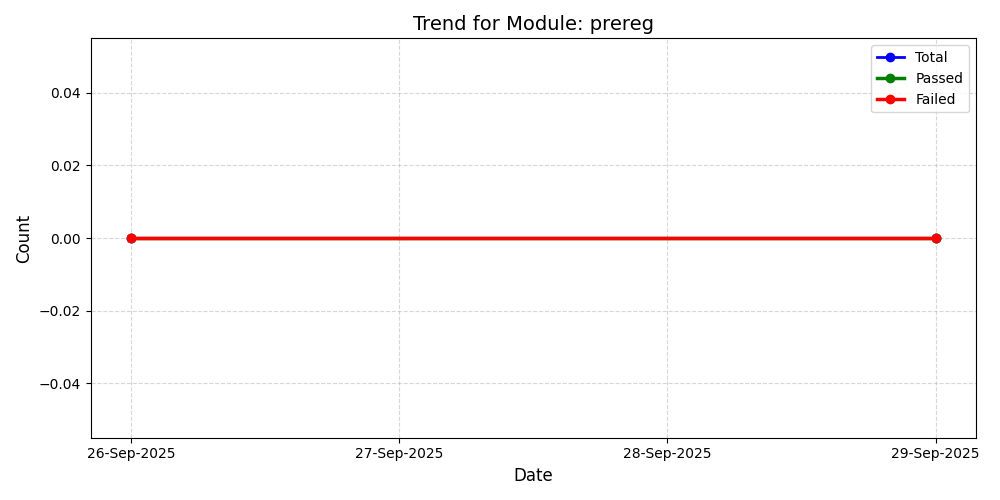 Trend for Module: prereg
Total
Passed
Failed
0.04
0.02
0.00
−0.02
−0.04
Count
26-Sep-2025 27-Sep-2025 28-Sep-2025 29-Sep-2025
Date